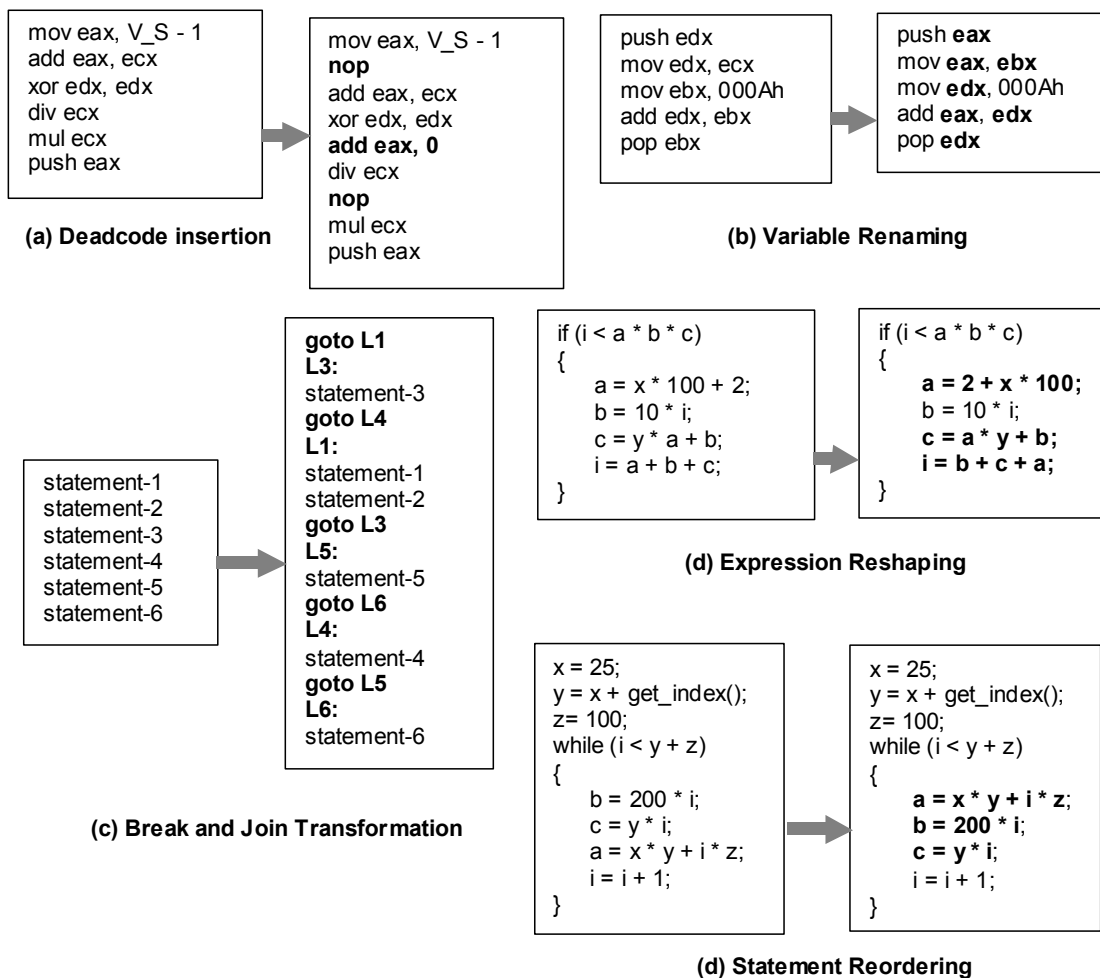 mov eax, V_S - 1
add eax, ecx
xor edx, edx
div ecx
mul ecx
push eax
mov eax, V_S - 1
nop
add eax, ecx
xor edx, edx
add eax, 0
div ecx
nop
mul ecx
push eax
(a) Deadcode insertion
push edx
mov edx, ecx
mov ebx, 000Ah
add edx, ebx
pop ebx
push eax
mov eax, ebx
mov edx, 000Ah
add eax, edx
pop edx
(b) Variable Renaming
statement-1
statement-2
statement-3
statement-4
statement-5
statement-6
goto L1
L3:
statement-3
goto L4
L1:
statement-1
statement-2
goto L3
L5:
statement-5
goto L6
L4:
statement-4
goto L5
L6:
statement-6
(c) Break and Join Transformation
if (i < a * b * c)
{
a = x * 100 + 2;
b = 10 * i;
c = y * a + b;
i = a + b + c;
}
if (i < a * b * c)
{
a = 2 + x * 100;
b = 10 * i;
c = a * y + b;
i = b + c + a;
}
(d) Expression Reshaping
x = 25;
y = x + get_index();
z= 100;
while (i < y + z)
{
b = 200 * i;
c = y * i;
a = x * y + i * z;
i = i + 1;
}
x = 25;
y = x + get_index();
z = 100;
while (i < y + z)
{
a = x * y + i * z;
b = 200 * i;
c = y * i;
i = i + 1;
}
(d) Statement Reordering